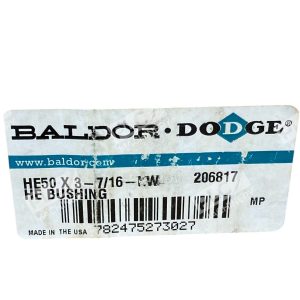 BALDOR · DODGE®
www.baldor.com
HE50 X 3-7/16-KW 206817
HE BUSHING
MP
MADE IN THE USA
782475273027